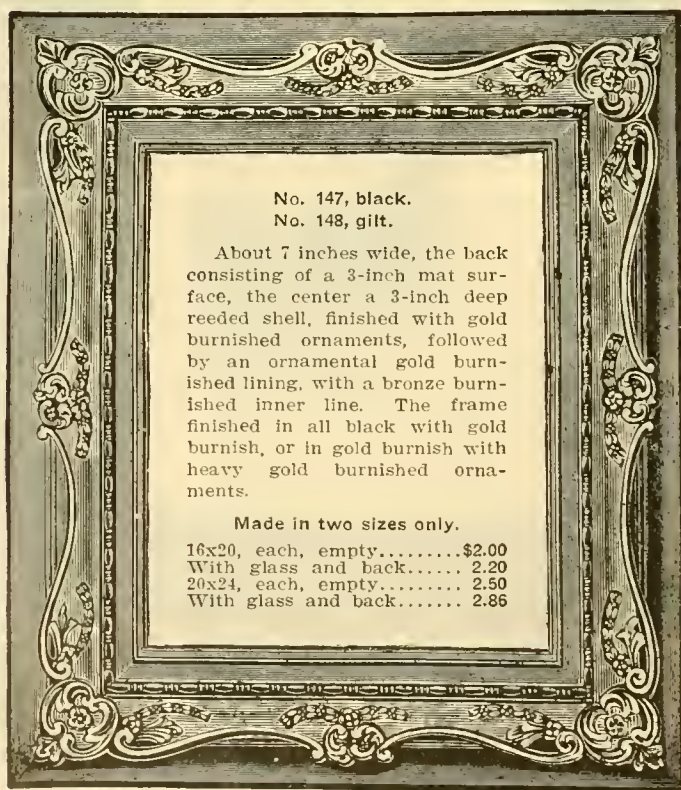 No. 147, black.
No. 148, gilt.
About 7 inches wide, the back
consisting of a 3-inch mat sur-
face, the center a 3-inch deep
reeded shell, finished with gold
burnished ornaments, followed
by an ornamental gold burn-
ished lining, with a bronze burn-
ished inner line. The frame
finished in all black with gold
burnish, or in gold burnish with
heavy gold burnished orna-
ments.
Made in two sizes only.
16x20, each, empty.........$2.00
With glass and back...... 2.20
20x24, each, empty........ 2.50
With glass and back....... 2.86